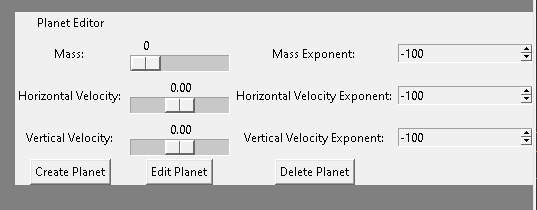 Planet Editor
0
Mass:
Mass Exponent:
-100
0.00
Horizontal Velocity:
Horizontal Velocity Exponent:
-100
0.00
Vertical Velocity:
Vertical Velocity Exponent:
-100
Create Planet
Edit Planet
Delete Planet